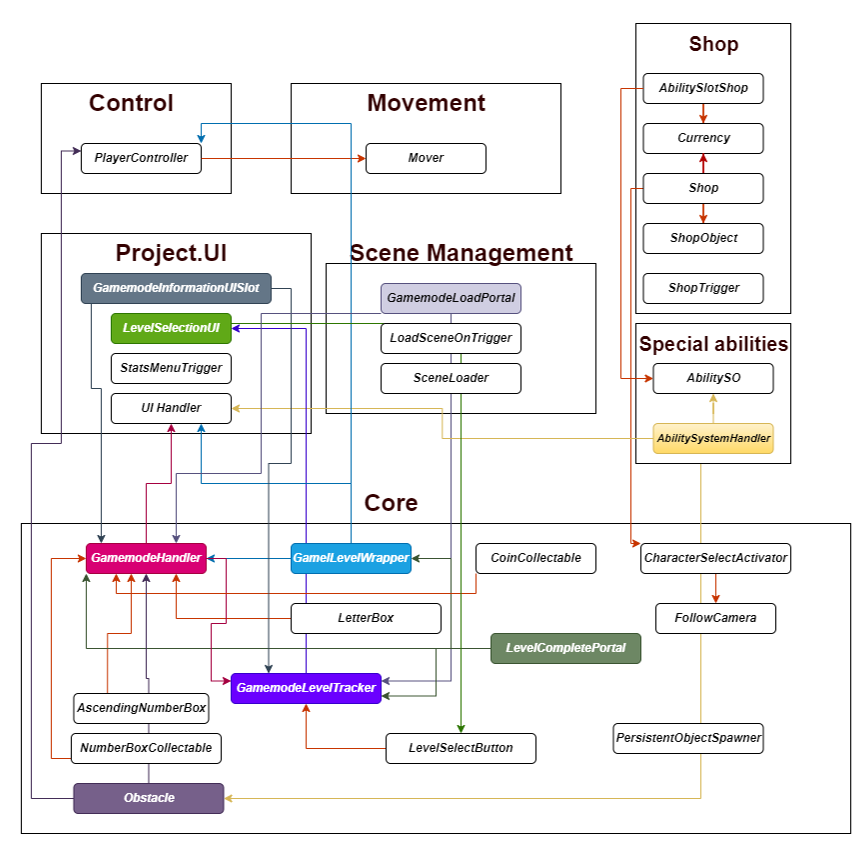 Shop
AbilitySlotShop
Currency
Shop
ShopObject
ShopTrigger
Control
PlayerController
Movement
Mover
Project.UI
GamemodeInformationUISlot
LevelSelectionUI
StatsMenuTrigger
UI Handler
Scene Management
GamemodeLoadPortal
LoadSceneOnTrigger
SceneLoader
Special abilities
AbilitySO
AbilitySystemHandler
Core
GamemodeHandler
GamelLevelWrapper
CoinCollectable
CharacterSelectActivator
LetterBox
FollowCamera
LevelCompletePortal
GamemodeLevelTracker
AscendingNumberBox
NumberBoxCollectable
LevelSelectButton
PersistentObjectSpawner
Obstacle